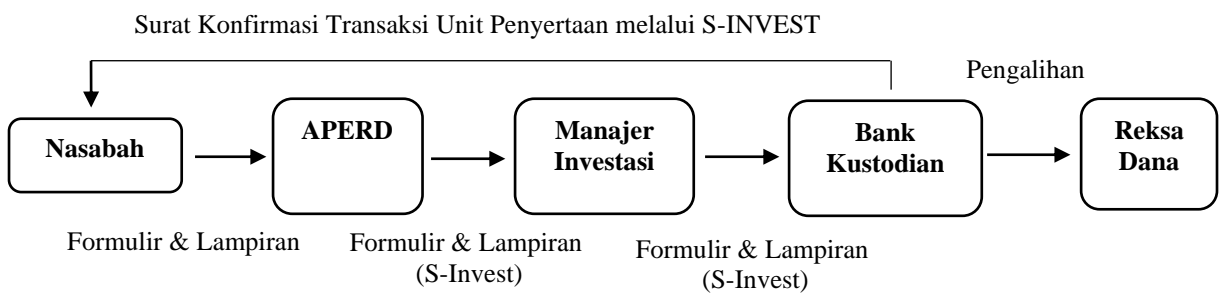 Surat Konfirmasi Transaksi Unit Penyertaan melalui S-INVEST
Pengalihan
Nasabah
APERD
Manajer
Investasi
Bank
Kustodian
Reksa
Dana
Formulir & Lampiran
Formulir & Lampiran
(S-Invest)
Formulir & Lampiran
(S-Invest)